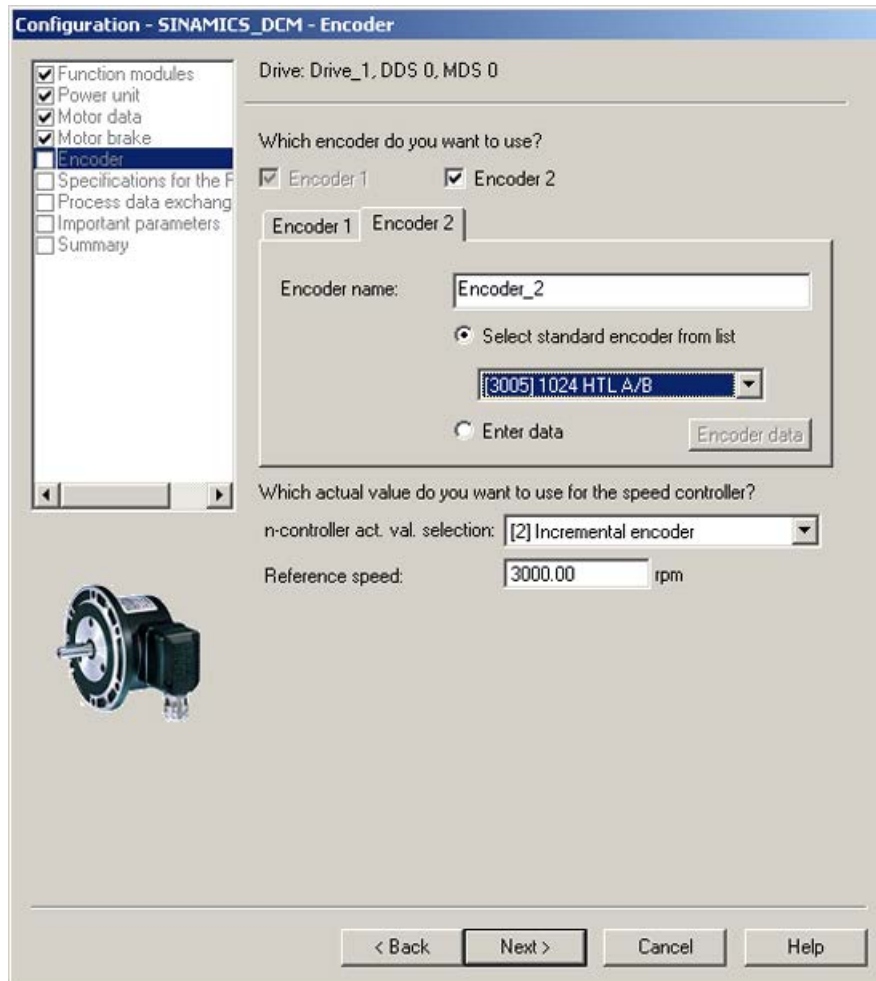 Configuration - SINAMICS_DCM - Encoder
Function modules
Power unit
Motor data
Motor brake
Encoder
Specifications for the F
Process data exchang
Important parameters
Summary
Drive: Drive_1, DDS 0, MDS 0
Which encoder do you want to use?
Encoder 1 Encoder 2
Encoder 1 Encoder 2
Encoder name: Encoder_2
Select standard encoder from list
[3005] 1024 HTL A/B
Enter data Encoder data
Which actual value do you want to use for the speed controller?
n-controller act. val. selection: [2] Incremental encoder
Reference speed: 3000.00 rpm
< Back Next > Cancel Help